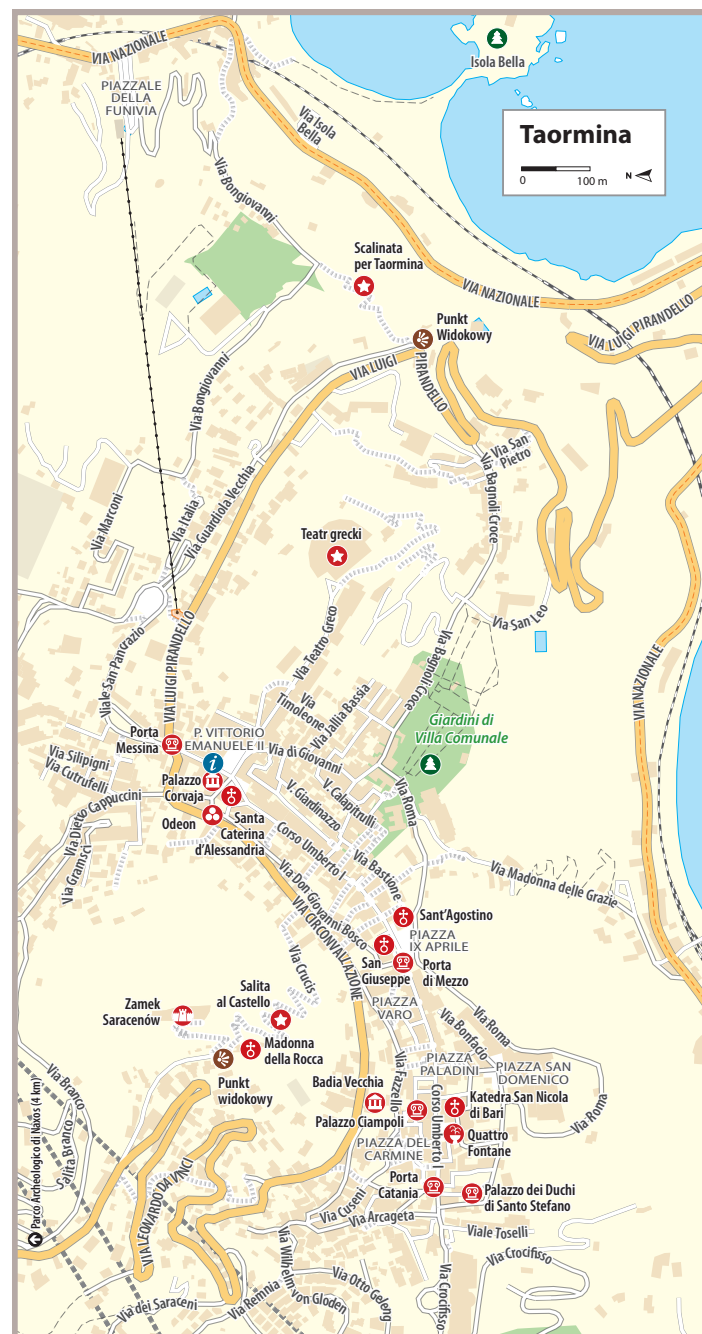 VIA NAZIONALE
PIAZZALE
DELLA
FUNIVIA
Isola Bella
Via Isola
Bella
Taormina
0
100 m
N
Via Bongiovanni
Scalinata
per Taormina
VIA NAZIONALE
VIA LUIGI PIRANDELLO
Punkt
Widokowy
VIA LUIGI
PIRANDELLO
Via Bongiovanni
Via San
Pietro
Via Bagnoli Croce
Via Guardiola Vecchia
Via Marconi
Via Italia
Teatr grecki
Via San Leo
Viale San Pancrazio
VIA LUIGI PIRANDELLO
Via Teatro Greco
Via Bagnoli Croce
VIA NAZIONALE
Via
Timoleone
Via Jallia Bassia
Giardini di
Villa Comunale
Porta
Messina
P. VITTORIO
EMANUELE II
Via di Giovanni
Via Silipigni
Via Cutrufelli
Via Dietro Cappuccini
Via Gramsci
Palazzo
Corvaja
i
Odeon
Santa
Caterina
d'Alessandria
V. Giardinazzo
V. Calapitrulli
Via Roma
Corso Umberto I
Via Bastione
Via Madonna delle Grazie
Via Don Giovanni Bosco
VIA CIRCONVALLAZIONE
Sant'Agostino
PIAZZA
IX APRILE
San
Giuseppe
Porta
di Mezzo
Via Crucis
Salita
al Castello
Zamek
Saracenów
PIAZZA
VARO
Via Roma
Via Bonfacio
Madonna
della Rocca
Punkt
widokowy
Via Fazzello
PIAZZA
PALADINI
PIAZZA SAN
DOMENICO
Via Roma
Badia Vecchia
Palazzo Ciampoli
Katedra San Nicola
di Bari
Corso Umberto I
Quattro
Fontane
PIAZZA DEL
CARMINE
Via Branco
Salita Branco
Parco Archeologico di Naxos (4 km)
VIA LEONARDO DA VINCI
Porta
Catania
Palazzo dei Duchi
di Santo Stefano
Via Cuseni
Via Arcageta
Viale Toselli
Via Crocifisso
Via Crocifisso
Via Wilhelm
von Gloden
Via Otto Geleng
Via Remnia
Via dei Saraceni